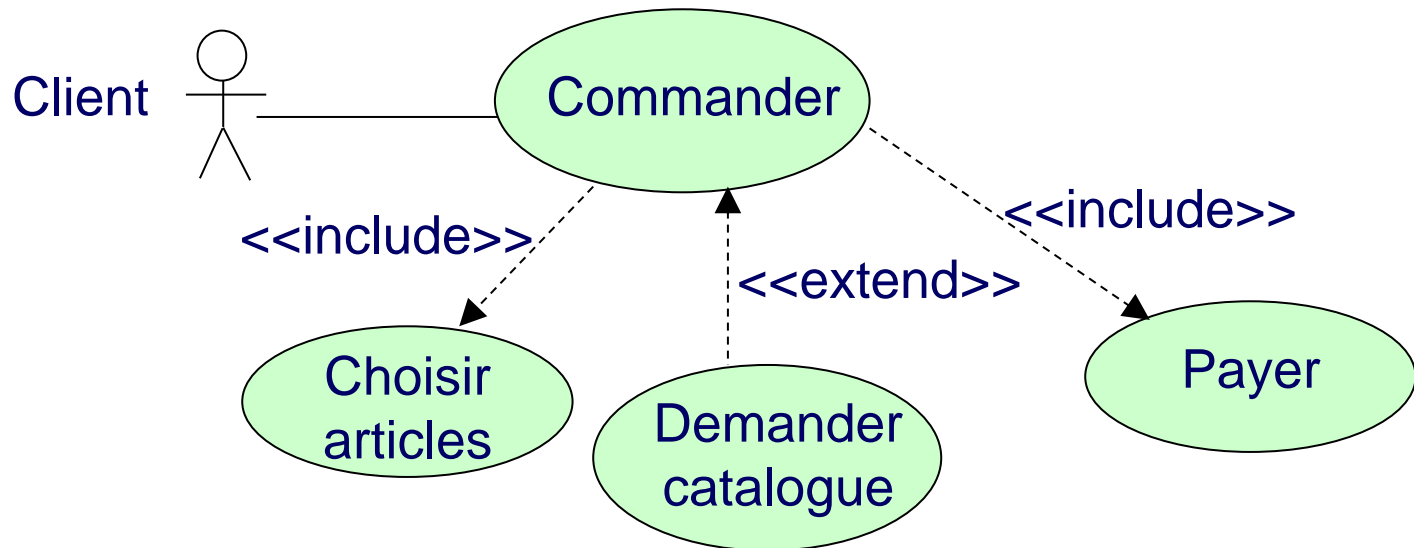 Client
Commander
<<include>>
<<include>>
<<extend>>
Choisir
articles
Demander
catalogue
Payer